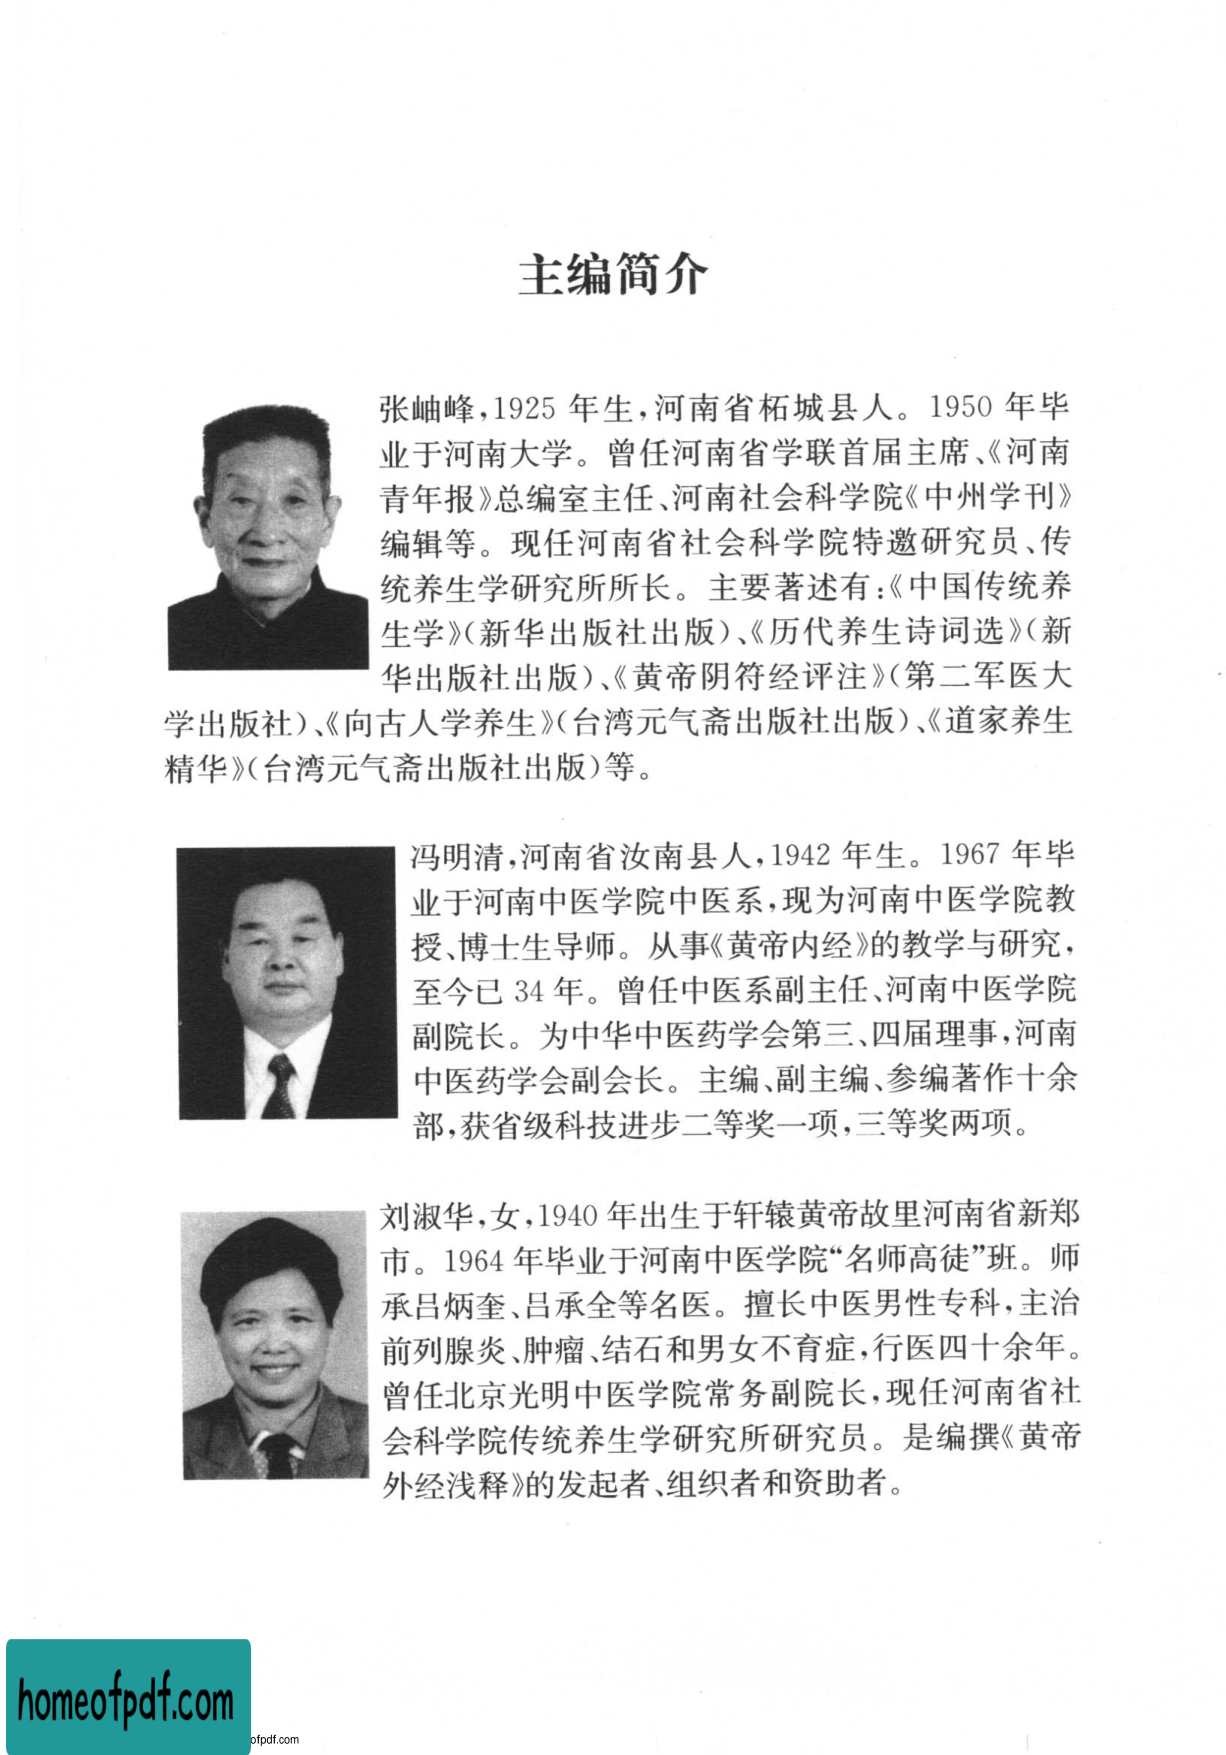 主编简介
张岫峰，1925 年生，河南省柘城县人。1950 年毕
业于河南大学。曾任河南省学联首届主席、《河南
青年报》总编室主任、河南社会科学院《中州学刊》
编辑等。现任河南省社会科学院特邀研究员、传
统养生学研究所所长。主要著述有：《中国传统养
生学》（新华出版社出版）、《历代养生诗词选》（新
华出版社出版）、《黄帝阴符经评注》（第二军医大
学出版社）、《向古人学养生》（台湾元气斋出版社出版）、《道家养生
精华》（台湾元气斋出版社出版）等。
冯明清，河南省汝南县人，1942 年生。1967 年毕
业于河南中医学院中医系，现为河南中医学院教
授、博士生导师。从事《黄帝内经》的教学与研究，
至今已 34 年。曾任中医系副主任、河南中医学院
副院长。为中华中医药学会第三、四届理事，河南
中医药学会副会长。主编、副主编、参编著作十余
部，获省级科技进步二等奖一项，三等奖两项。
刘淑华，女，1940 年出生于轩辕黄帝故里河南省新郑
市。1964 年毕业于河南中医学院“名师高徒”班。师
承吕炳奎、吕承全等名医。擅长中医男性专科，主治
前列腺炎、肿瘤、结石和男女不育症，行医四十余年。
曾任北京光明中医学院常务副院长，现任河南省社
会科学院传统养生学研究所研究员。是编撰《黄帝
外经浅释》的发起者、组织者和资助者。
homeofpdf.com
ofpdf.com